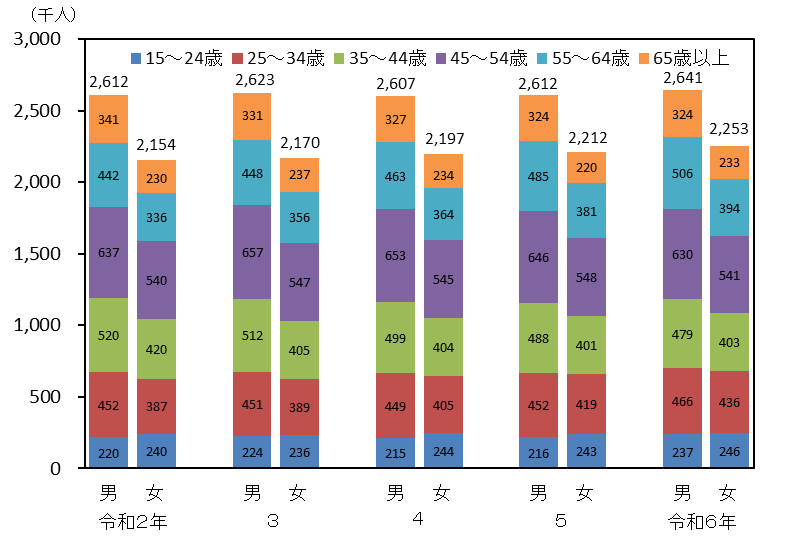 （千人）
3,000
■15～24歳 ■25～34歳 ■35～44歳 ■45～54歳 ■55～64歳 ■65歳以上
2,612 2,623 2,607 2,612 2,641
2,500
341 331 327 324 324
2,154 2,170 2,197 2,212 2,253
2,000
442 230 448 237 463 234 485 220 506 233
336 356 364 381 394
1,500
637 540 657 547 653 545 646 548 630 541
1,000
520 420 512 405 499 404 488 401 479 403
500
452 387 451 389 449 405 452 419 466 436
220 240 224 236 215 244 216 243 237 246
0
男 女 男 女 男 女 男 女 男 女
令和２年 ３ ４ ５ 令和６年